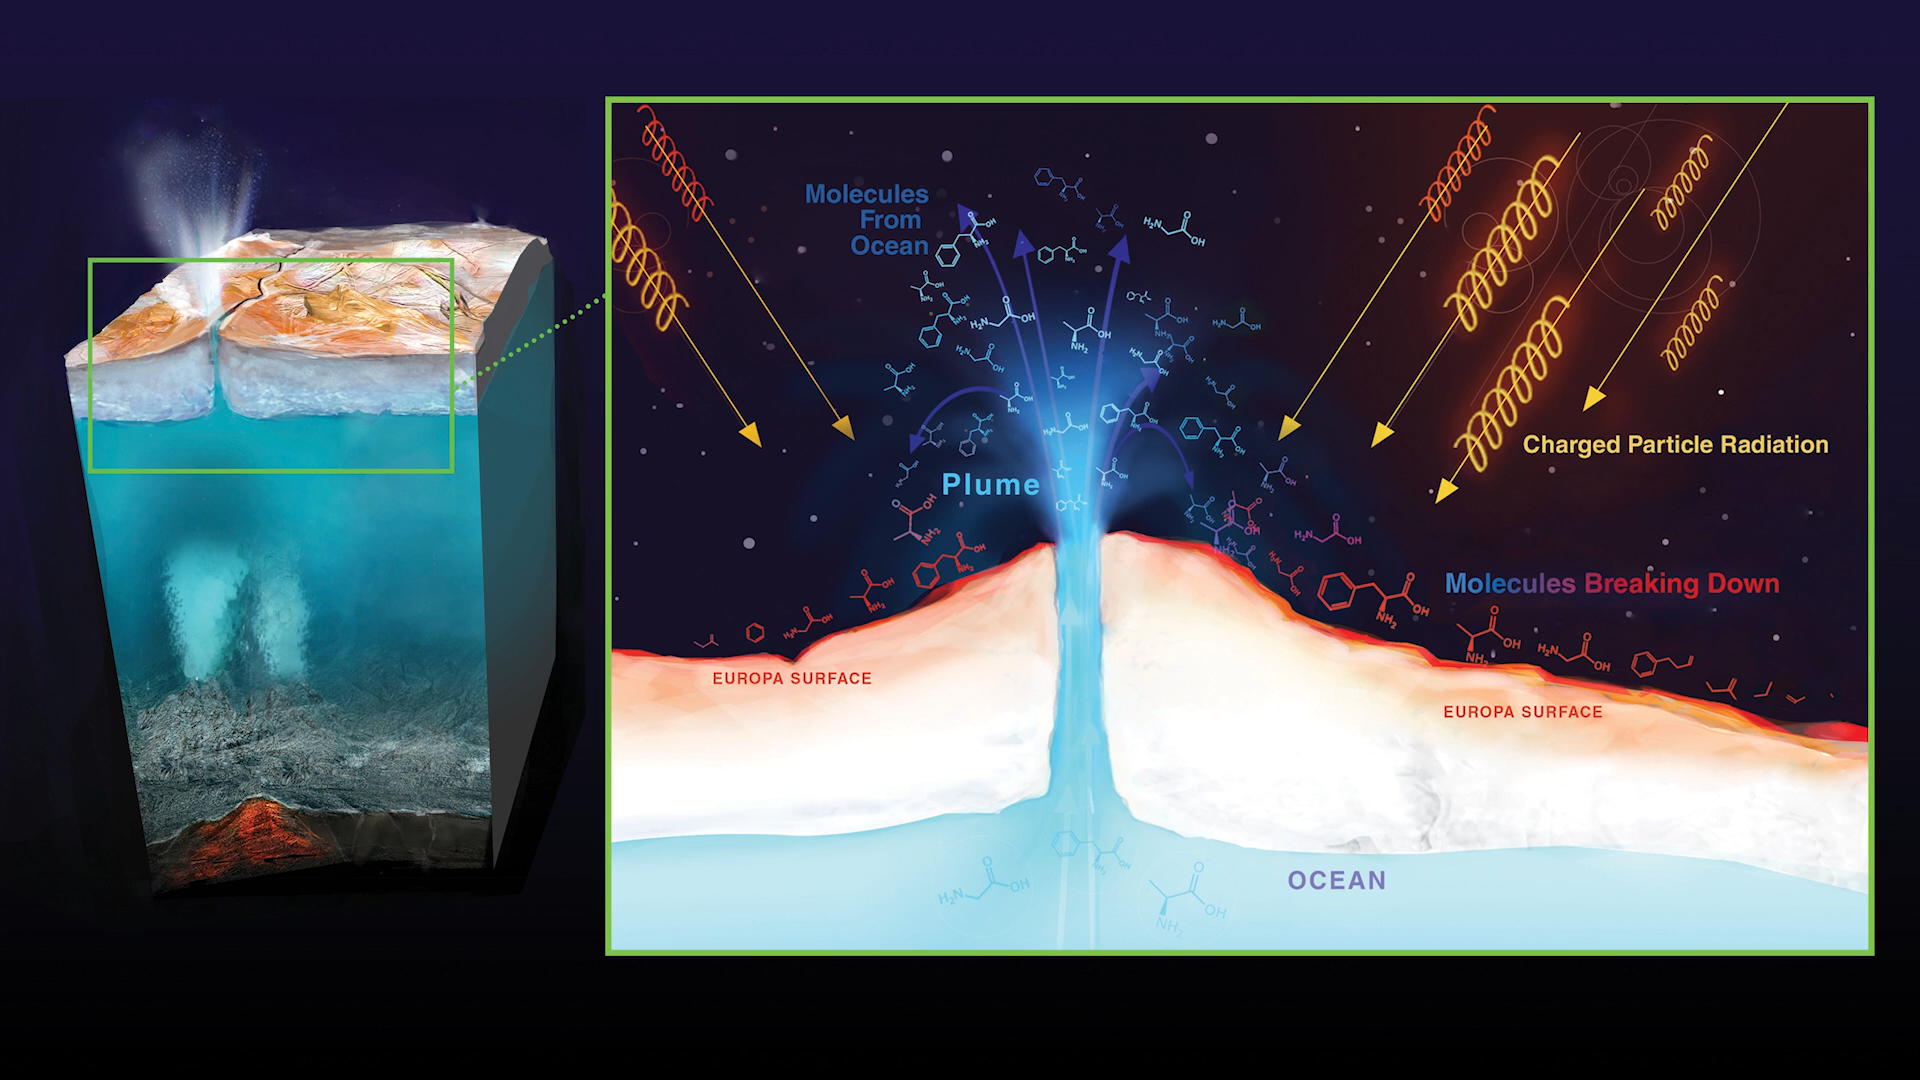 Molecules
From
Ocean
Plume
Charged Particle Radiation
Molecules Breaking Down
EUROPA SURFACE
EUROPA SURFACE
OCEAN